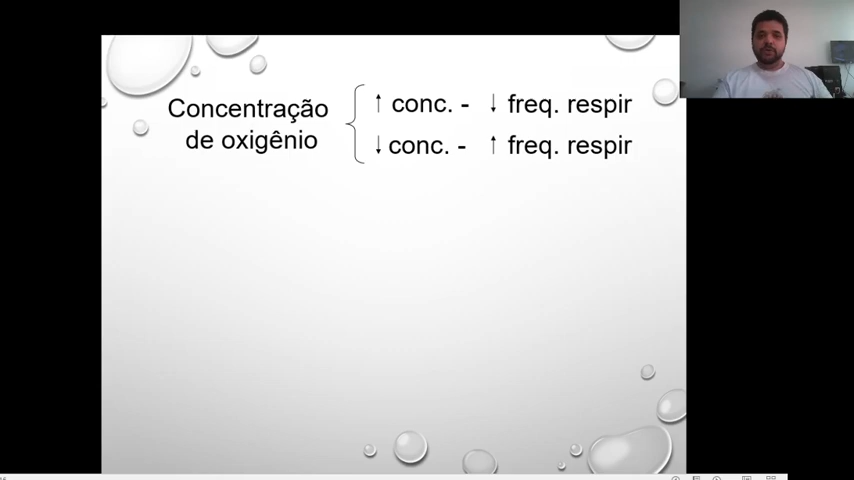 Concentração
de oxigênio
↑ conc. - ↓ freq. respir
↓ conc. - ↑ freq. respir